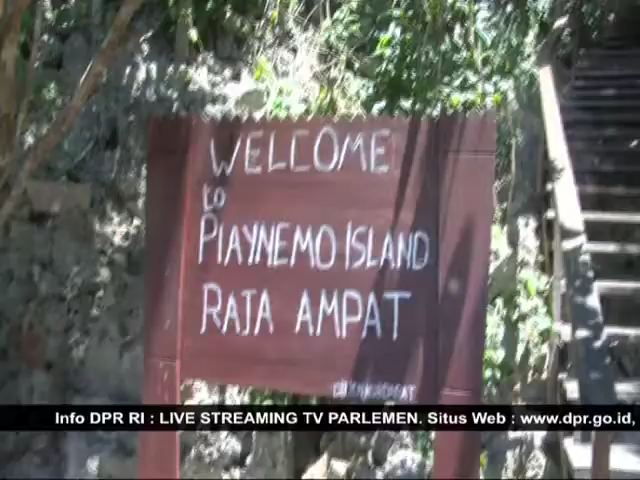 WELCOME
to
PIAYNEMO ISLAND
RAJA AMPAT
Info DPR RI : LIVE STREAMING TV PARLEMEN. Situs Web : www.dpr.go.id,